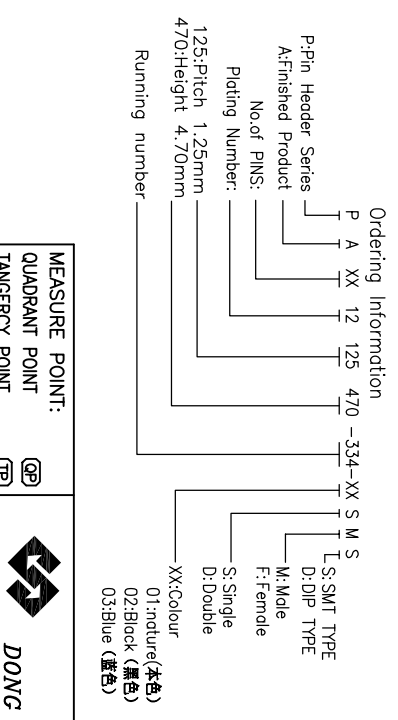 Ordering Information
P A XX 12 125 470 -334-XX S M S
P:Pin Header Series
A:Finished Product
No.of PINS:
Plating Number:
125:Pitch 1.25mm
470:Height 4.70mm
Running number
S:SMT TYPE
D:DIP TYPE
M:Male
F:Female
S:Single
D:Double
XX:Colour
01:nature(本色)
02:Black (黑色)
03:Blue (蓝色)
MEASURE POINT:
QUADRANT POINT QP
TANGERCY POINT TP
DONG